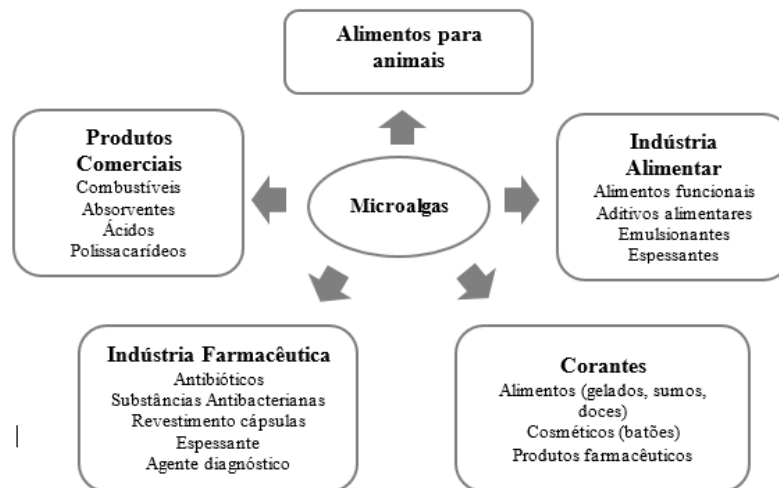 Alimentos para
animais
Produtos
Comerciais
Combustíveis
Absorventes
Ácidos
Polissacarídeos
Microalgas
Indústria
Alimentar
Alimentos funcionais
Aditivos alimentares
Emulsionantes
Espessantes
Indústria Farmacêutica
Antibióticos
Substâncias Antibacterianas
Revestimento cápsulas
Espessante
Agente diagnóstico
Corantes
Alimentos (gelados, sumos,
doces)
Cosméticos (batões)
Produtos farmacêuticos